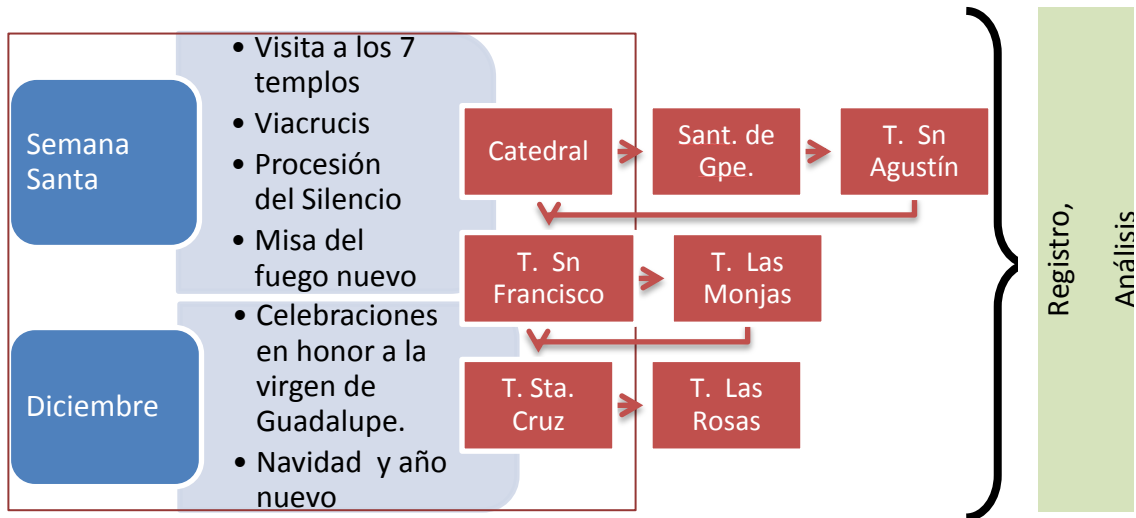 Semana
Santa
• Visita a los 7
templos
• Viacrucis
• Procesión
del Silencio
• Misa del
fuego nuevo
Diciembre
• Celebraciones
en honor a la
virgen de
Guadalupe.
• Navidad y año
nuevo
Catedral
Sant. de
Gpe.
T. Sn
Agustín
T. Sn
Francisco
T. Las
Monjas
T. Sta.
Cruz
T. Las
Rosas
Registro,
Análisis